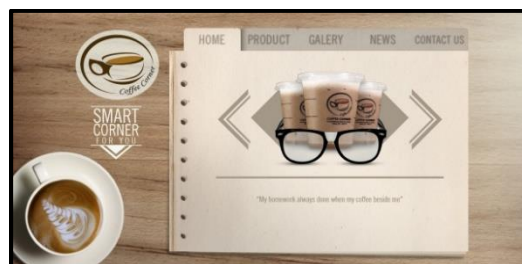 HOME PRODUCT GALERY NEWS CONTACT US
Coffee Corner
SMART
CORNER
FOR YOU
"My homework always done when my coffee beside me"